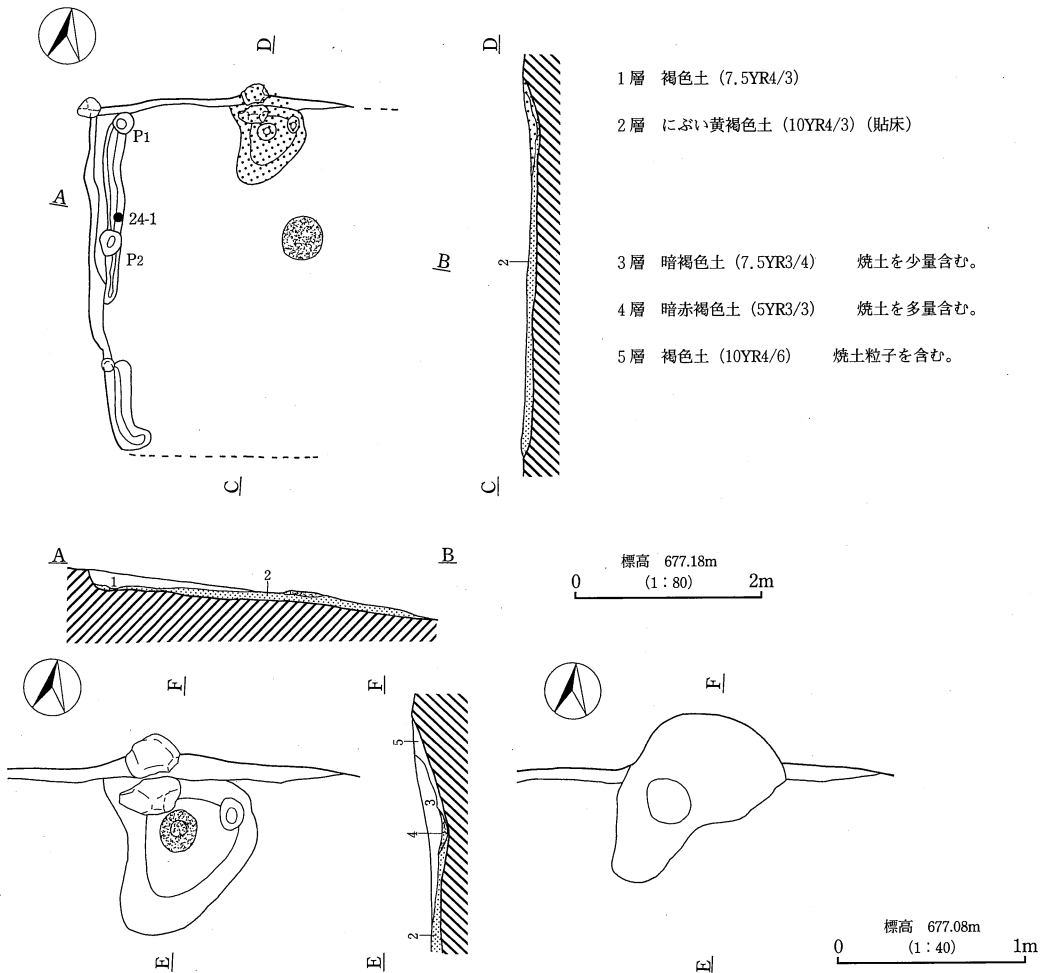 D
D
1層 褐色土 (7.5YR4/3)
2層 にぶい黄褐色土 (10YR4/3) (貼床)
P1
A
24-1
P2
B
2
3層 暗褐色土 (7.5YR3/4) 焼土を少量含む。
4層 暗赤褐色土 (5YR3/3) 焼土を多量含む。
5層 褐色土 (10YR4/6) 焼土粒子を含む。
C
C
A
B
1
2
標高 677.18m
0 (1:80) 2m
F
F
F
5
3
4
2
E
E
E
標高 677.08m
0 (1:40) 1m